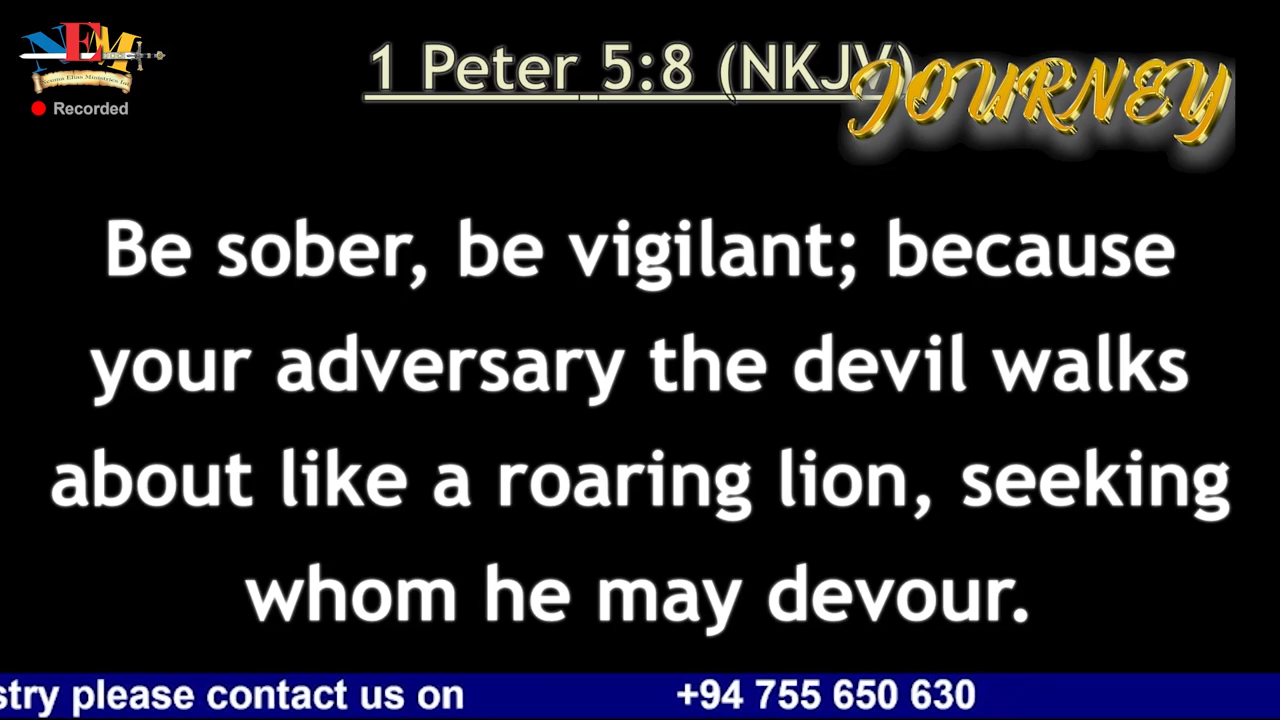 NEM
Recorded
1 Peter 5:8 (NKJV)
JOURNEY
Be sober, be vigilant; because
your adversary the devil walks
about like a roaring lion, seeking
whom he may devour.
stry please contact us on +94 755 650 630